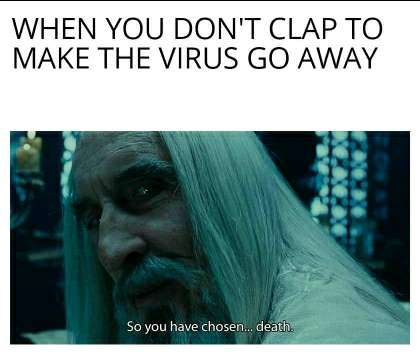 WHEN YOU DON'T CLAP TO
MAKE THE VIRUS GO AWAY
So you have chosen... death.